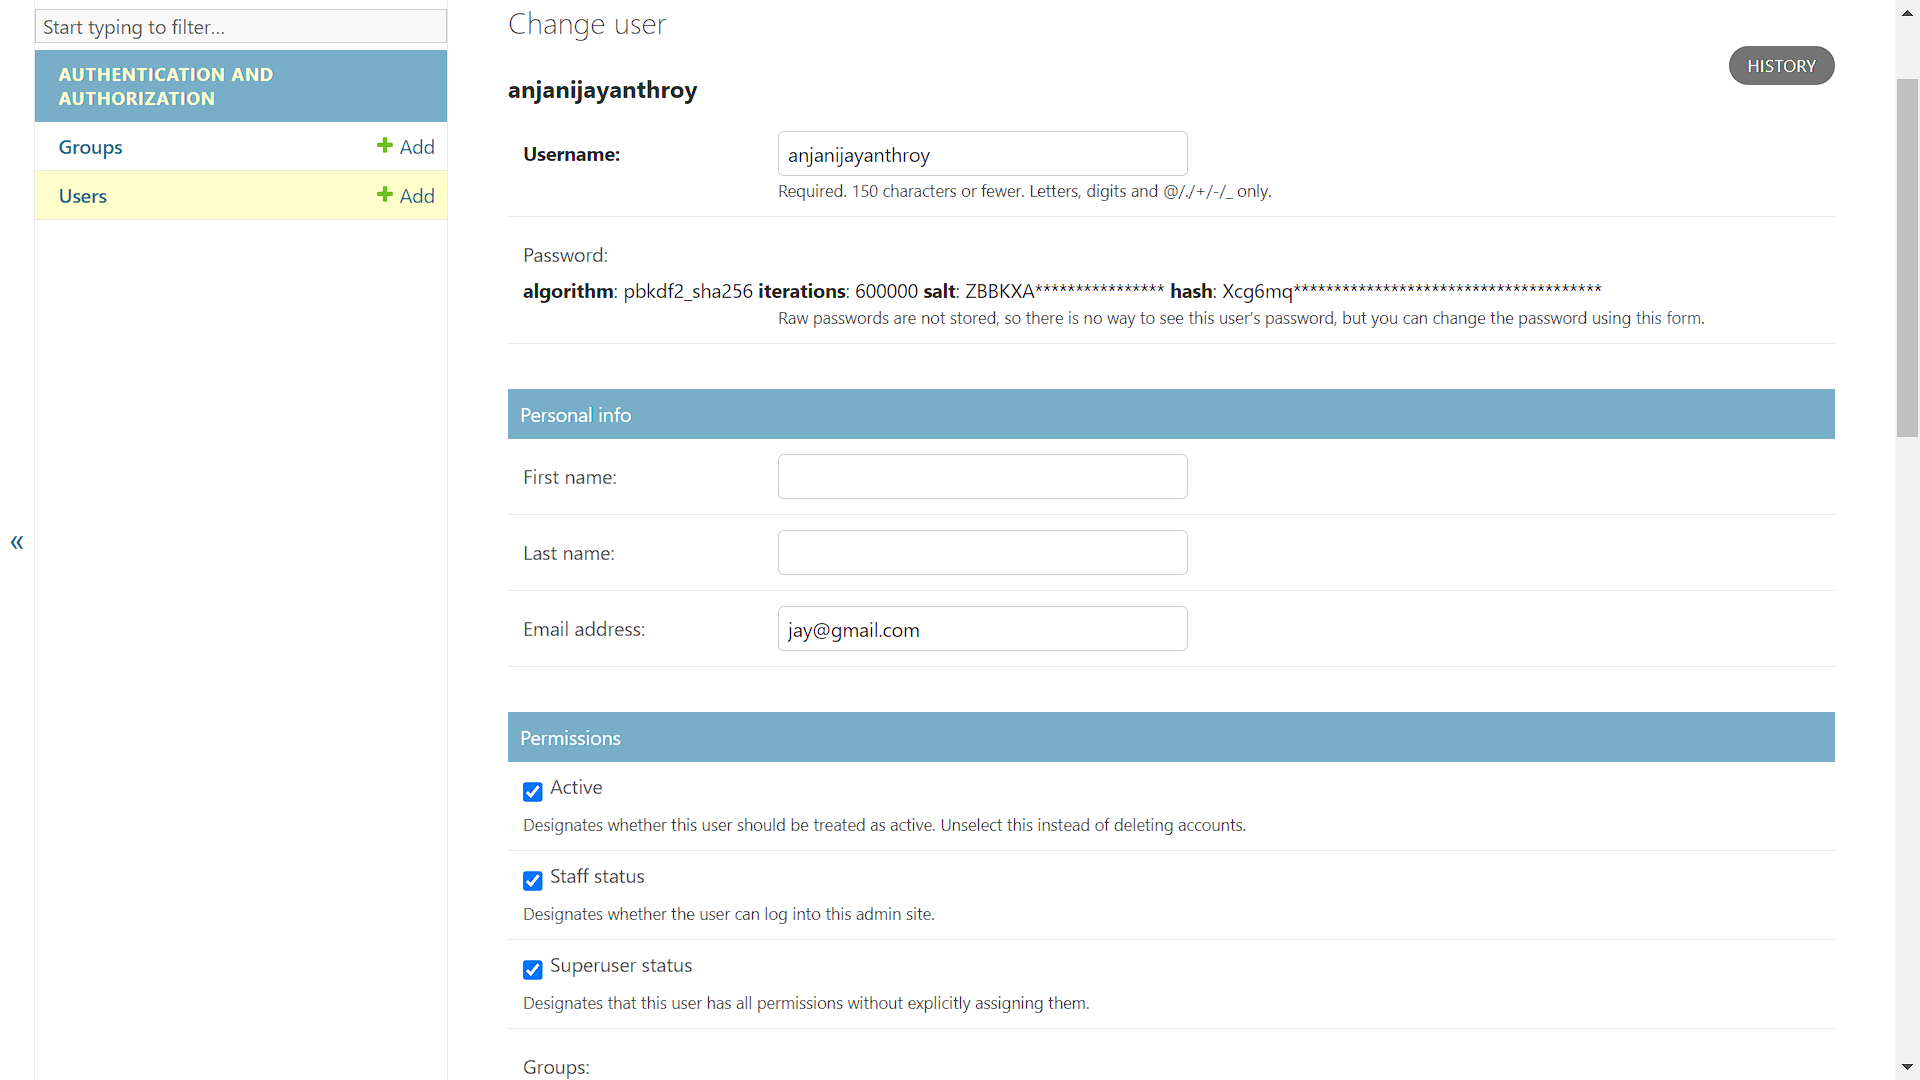 Start typing to filter...
AUTHENTICATION AND
AUTHORIZATION
Groups
Add
Users
Add
Change user
HISTORY
anjanijayanthroy
Username:
anjanijayanthroy
Required. 150 characters or fewer. Letters, digits and @/./+/-/_ only.
Password:
algorithm: pbkdf2_sha256 iterations: 600000 salt: ZBBKXA**************** hash: Xcg6mq**************************************
Raw passwords are not stored, so there is no way to see this user’s password, but you can change the password using this form.
Personal info
First name:
Last name:
Email address:
jay@gmail.com
Permissions
Active
Designates whether this user should be treated as active. Unselect this instead of deleting accounts.
Staff status
Designates whether the user can log into this admin site.
Superuser status
Designates that this user has all permissions without explicitly assigning them.
Groups: